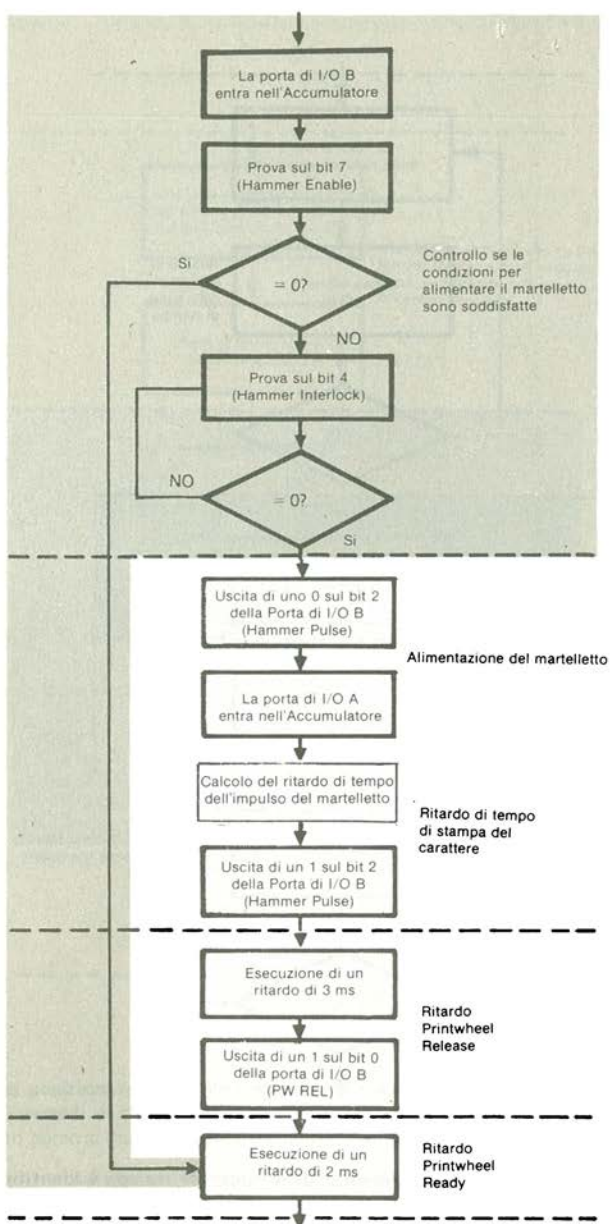 La porta di I/O B
entra nell'Accumulatore
Prova sul bit 7
(Hammer Enable)
Si
= 0?
Controllo se le
condizioni per
alimentare il martelletto
sono soddisfatte
NO
Prova sul bit 4
(Hammer Interlock)
NO
= 0?
Si
Uscita di uno 0 sul bit 2
della Porta di I/O B
(Hammer Pulse)
Alimentazione del martelletto
La porta di I/O A
entra nell'Accumulatore
Calcolo del ritardo di tempo
dell'impulso del martelletto
Ritardo di tempo
di stampa del
carattere
Uscita di un 1 sul bit 2
della Porta di I/O B
(Hammer Pulse)
Esecuzione di un
ritardo di 3 ms
Ritardo
Printwheel
Release
Uscita di un 1 sul bit 0
della porta di I/O B
(PW REL)
Esecuzione di un
ritardo di 2 ms
Ritardo
Printwheel
Ready